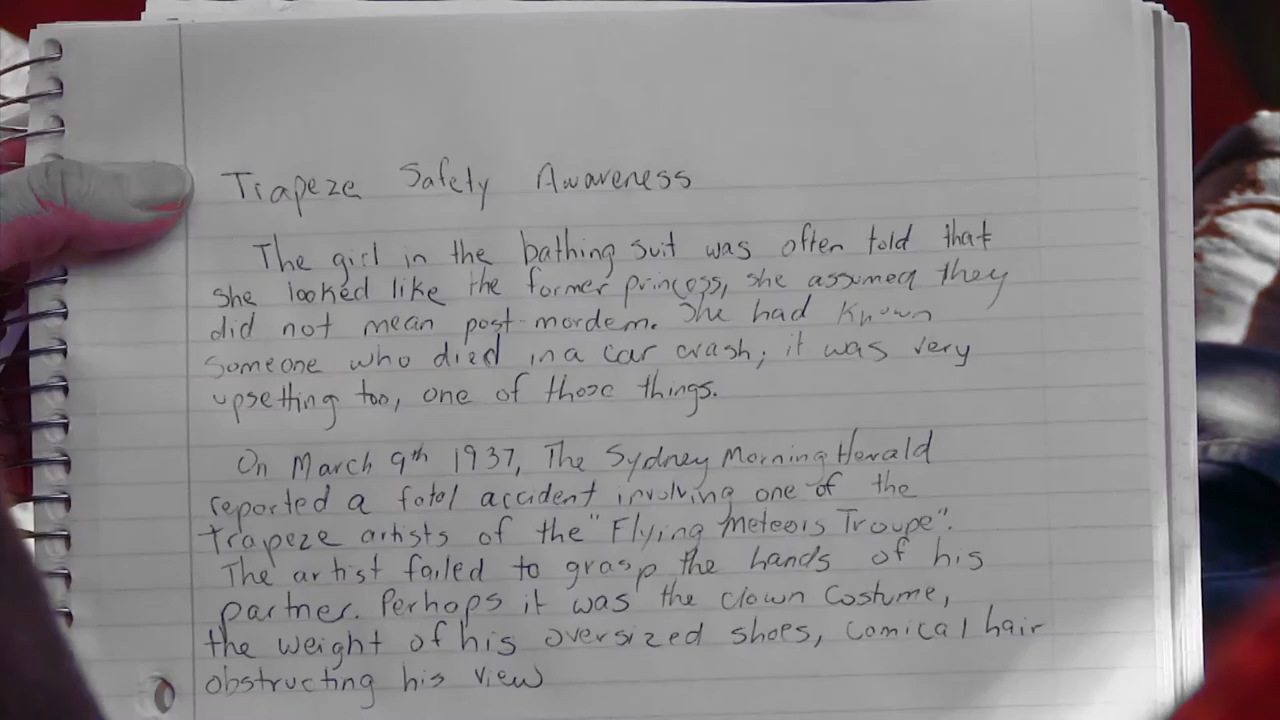 Trapeze Safety Awareness
The girl in the bathing suit was often told that
she looked like the former princess, she assumed they
did not mean post-mordem. She had known
someone who died in a car crash; it was very
upsetting too, one of those things.
On March 9th 1937, The Sydney Morning Herald
reported a fatal accident involving one of the
trapeze artists of the "Flying Meteors Troupe".
The artist failed to grasp the hands of his
partner. Perhaps it was the clown costume,
the weight of his oversized shoes, comical hair
obstructing his view